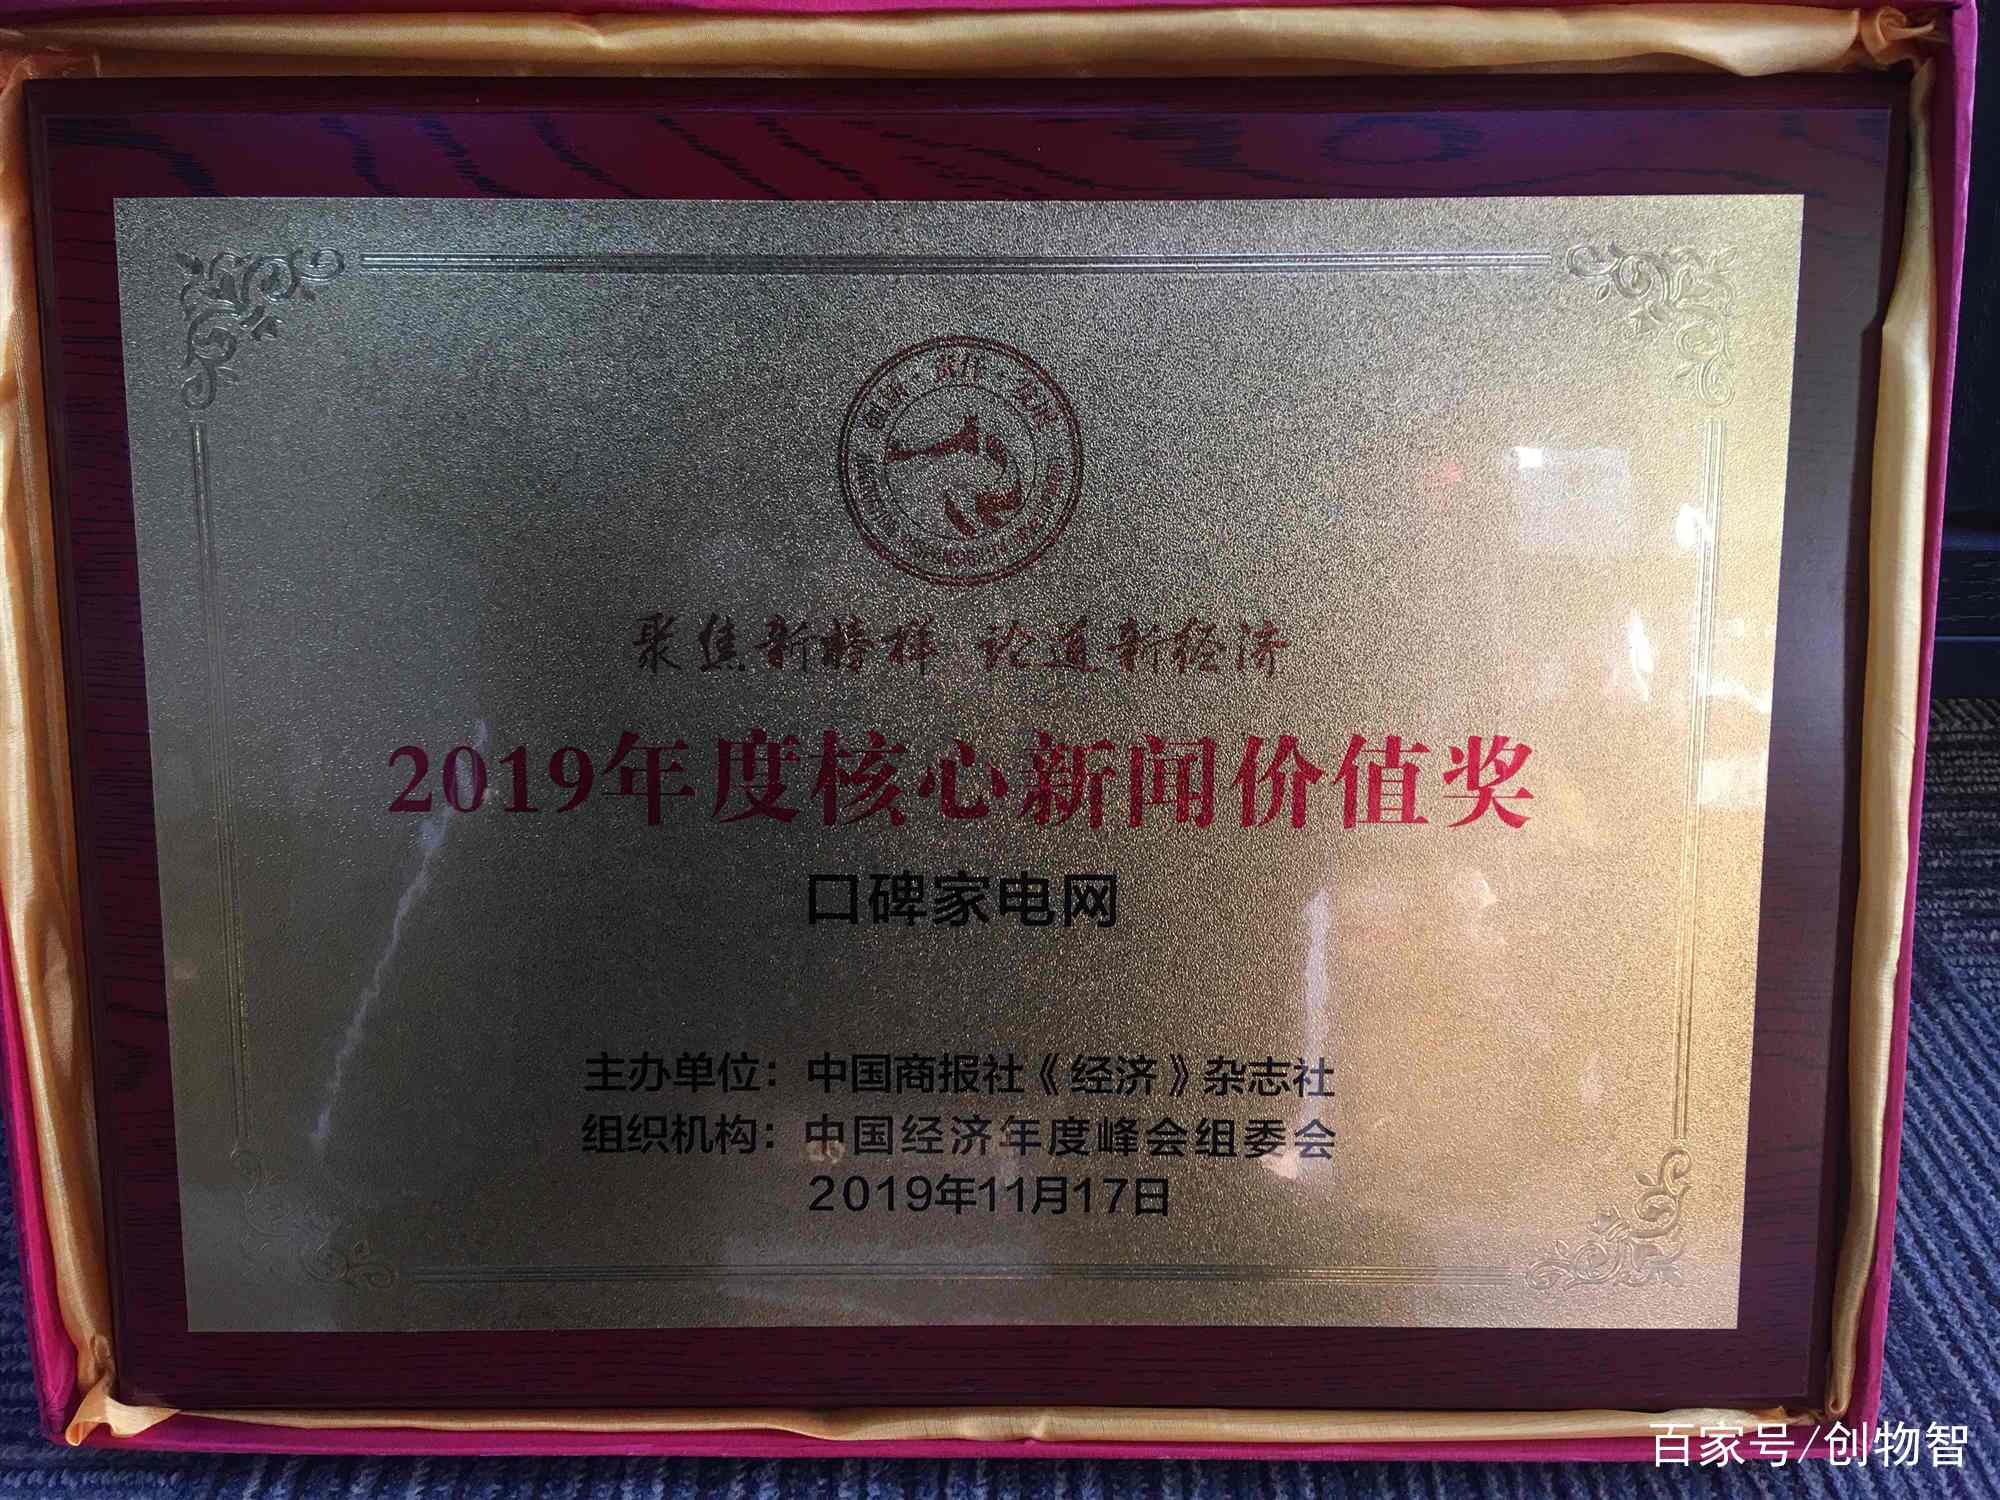 聚焦新榜样 论道新经济
2019年度核心新闻价值奖
口碑家电网
主办单位：中国商报社《经济》杂志社
组织机构：中国经济年度峰会组委会
2019年11月17日
百家号/创物智